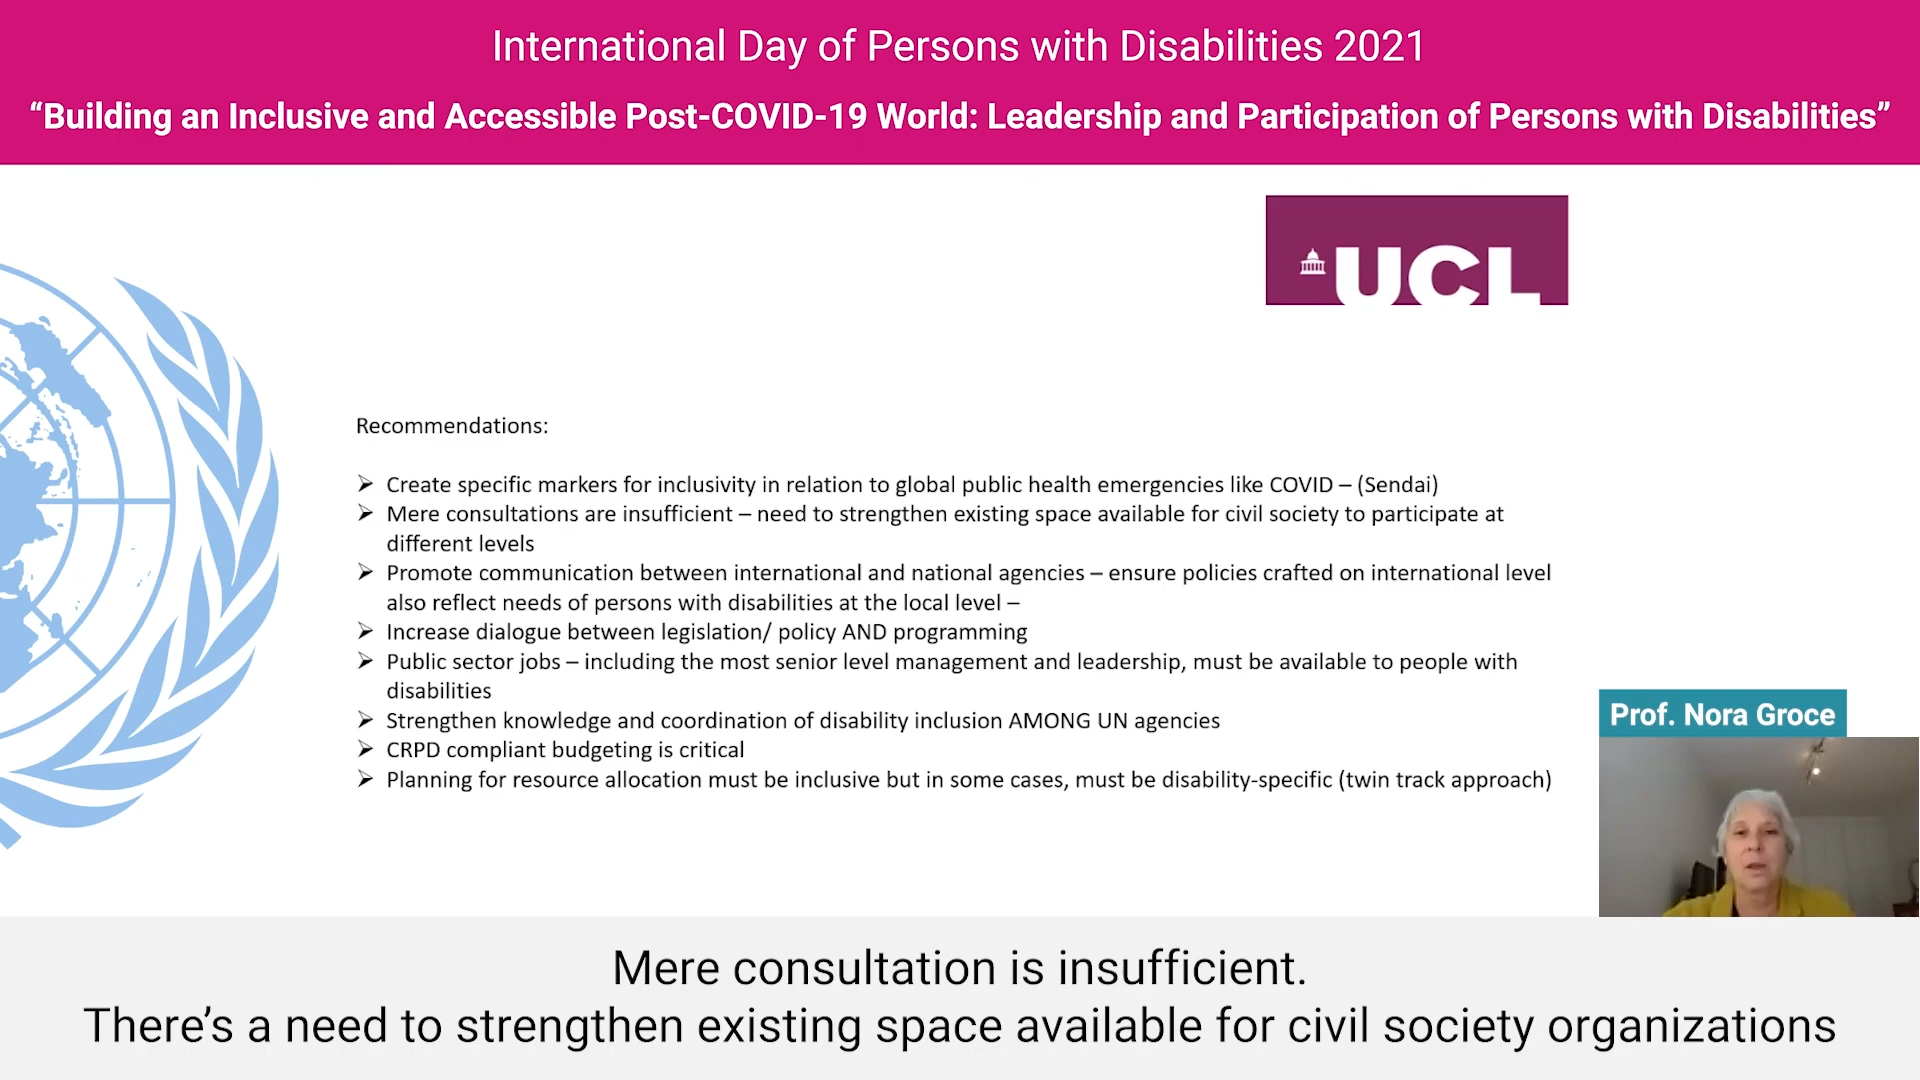 International Day of Persons with Disabilities 2021
“Building an Inclusive and Accessible Post-COVID-19 World: Leadership and Participation of Persons with Disabilities”
UCL
Recommendations:
➢ Create specific markers for inclusivity in relation to global public health emergencies like COVID – (Sendai)
➢ Mere consultations are insufficient – need to strengthen existing space available for civil society to participate at
different levels
➢ Promote communication between international and national agencies – ensure policies crafted on international level
also reflect needs of persons with disabilities at the local level –
➢ Increase dialogue between legislation/ policy AND programming
➢ Public sector jobs – including the most senior level management and leadership, must be available to people with
disabilities
➢ Strengthen knowledge and coordination of disability inclusion AMONG UN agencies
➢ CRPD compliant budgeting is critical
➢ Planning for resource allocation must be inclusive but in some cases, must be disability-specific (twin track approach)
Prof. Nora Groce
Mere consultation is insufficient.
There’s a need to strengthen existing space available for civil society organizations